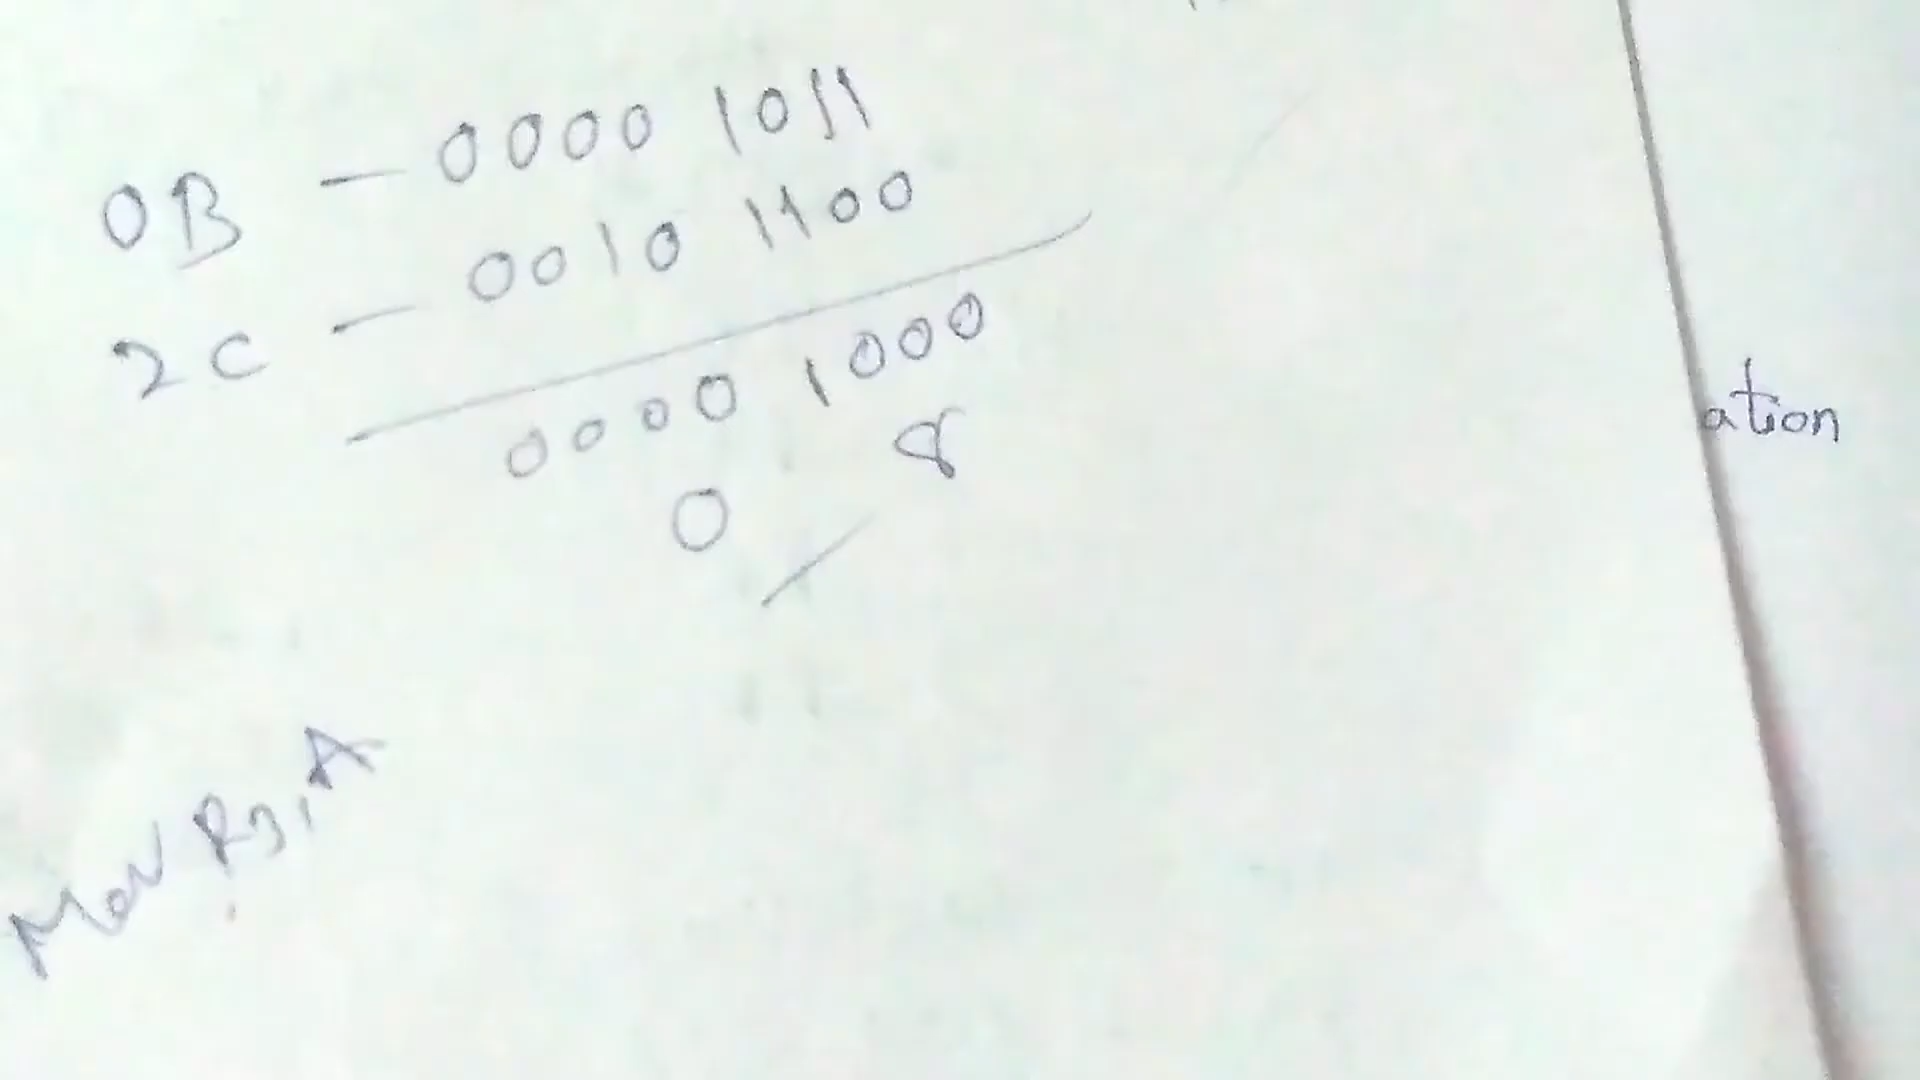 0B — 0000 1011
2C — 0010 1100
0000 1000
0 8
ation
Mov R3, A